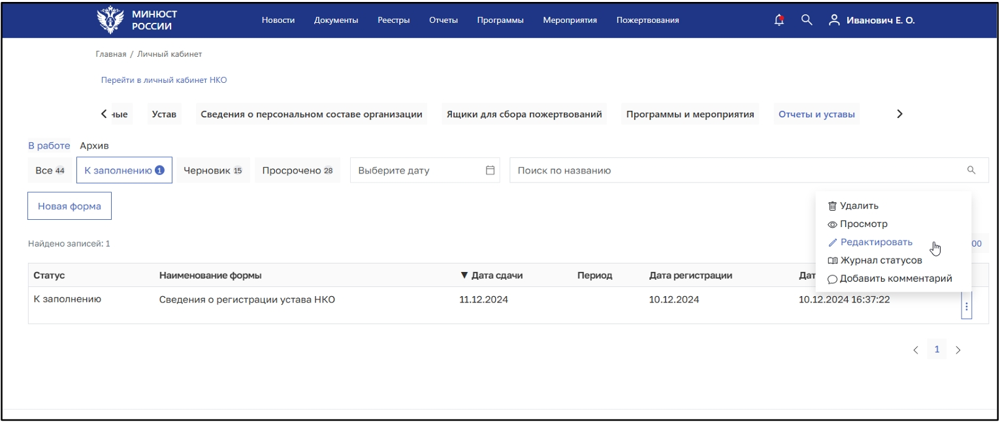 МИНЮСТ
РОССИИ
Новости Документы Реестры Отчеты Программы Мероприятия Пожертвования Иванович Е. О.
Главная / Личный кабинет
Перейти в личный кабинет НКО
ные Устав Сведения о персональном составе организации Ящики для сбора пожертвований Программы и мероприятия Отчеты и уставы
В работе Архив
Все 44 К заполнению 1 Черновик 15 Просрочено 28 Выберите дату Поиск по названию
Новая форма
Удалить
Просмотр
Редактировать
Журнал статусов
Добавить комментарий
Найдено записей: 1 00
Статус Наименование формы ▼ Дата сдачи Период Дата регистрации Дат
К заполнению Сведения о регистрации устава НКО 11.12.2024 10.12.2024 10.12.2024 16:37:22
< 1 >